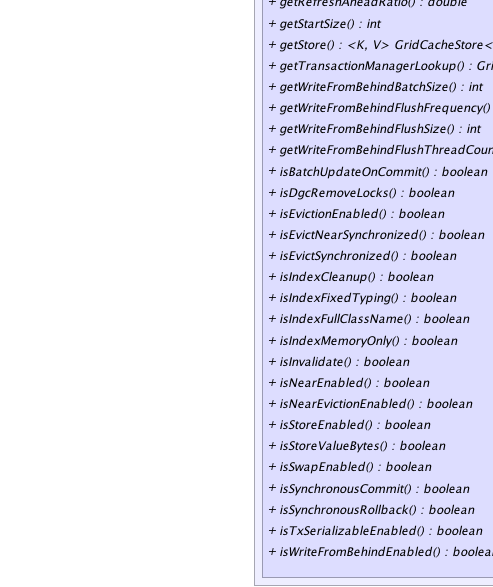 + getRefreshAheadRatio() : double
+ getStartSize() : int
+ getStore() : <K, V> GridCacheStore<
+ getTransactionManagerLookup() : Gri
+ getWriteFromBehindBatchSize() : int
+ getWriteFromBehindFlushFrequency()
+ getWriteFromBehindFlushSize() : int
+ getWriteFromBehindFlushThreadCoun
+ isBatchUpdateOnCommit() : boolean
+ isDgcRemoveLocks() : boolean
+ isEvictionEnabled() : boolean
+ isEvictNearSynchronized() : boolean
+ isEvictSynchronized() : boolean
+ isIndexCleanup() : boolean
+ isIndexFixedTyping() : boolean
+ isIndexFullClassName() : boolean
+ isIndexMemoryOnly() : boolean
+ isInvalidate() : boolean
+ isNearEnabled() : boolean
+ isNearEvictionEnabled() : boolean
+ isStoreEnabled() : boolean
+ isStoreValueBytes() : boolean
+ isSwapEnabled() : boolean
+ isSynchronousCommit() : boolean
+ isSynchronousRollback() : boolean
+ isTxSerializableEnabled() : boolean
+ isWriteFromBehindEnabled() : boolea